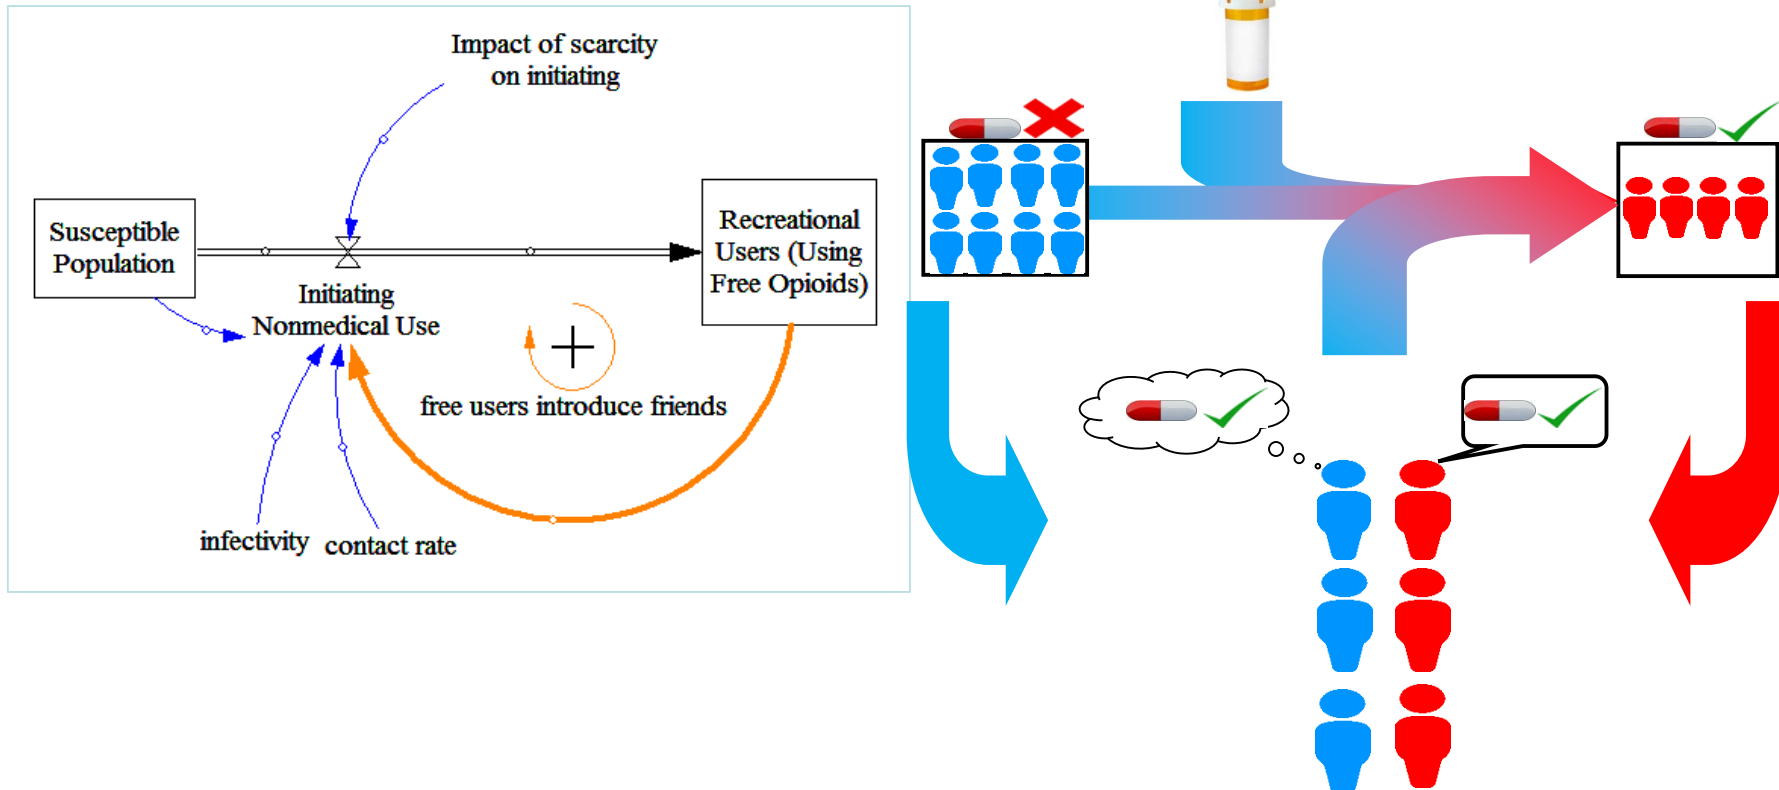 Impact of scarcity
on initiating
Susceptible
Population
Recreational
Users (Using
Free Opioids)
Initiating
Nonmedical Use
free users introduce friends
infectivity
contact rate